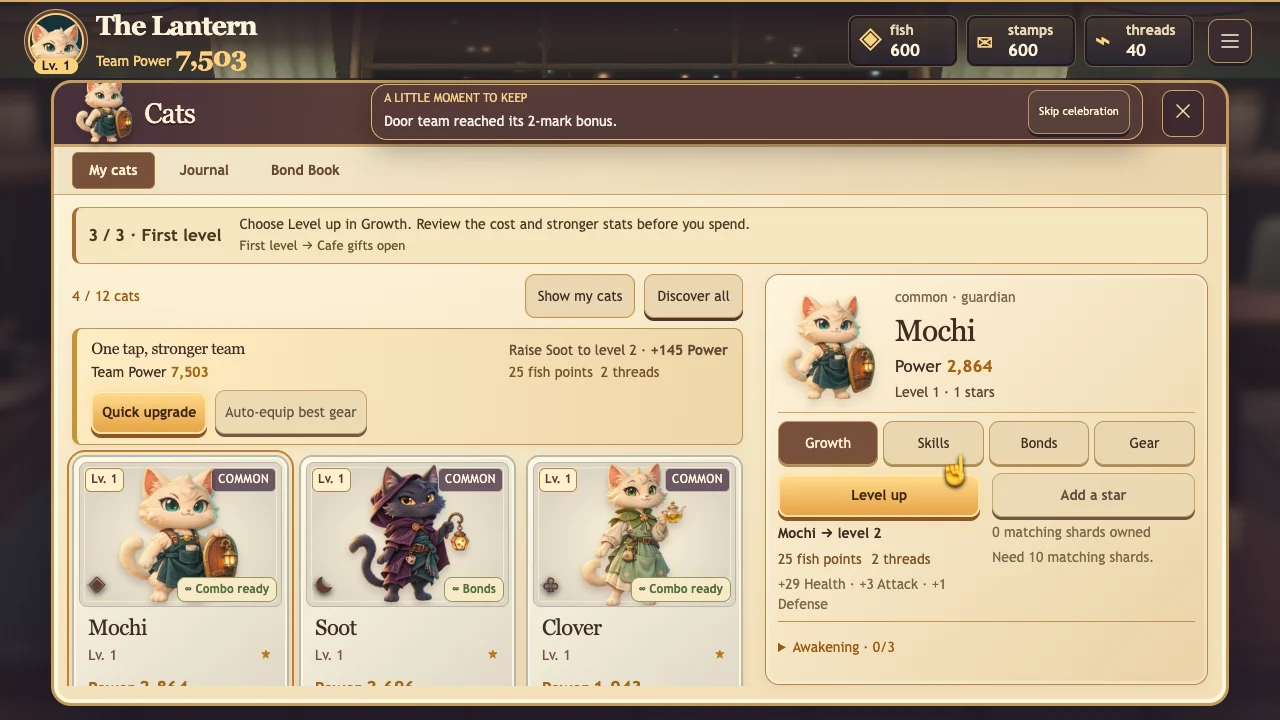 The Lantern
Lv. 1
Team Power 7,503
fish
600
stamps
600
threads
40
Cats
A LITTLE MOMENT TO KEEP
Door team reached its 2-mark bonus.
Skip celebration
My cats
Journal
Bond Book
3 / 3 · First level
Choose Level up in Growth. Review the cost and stronger stats before you spend.
First level → Cafe gifts open
4 / 12 cats
Show my cats
Discover all
One tap, stronger team
Team Power 7,503
Raise Soot to level 2 · +145 Power
25 fish points 2 threads
Quick upgrade
Auto-equip best gear
Lv. 1
COMMON
∞ Combo ready
Mochi
Lv. 1
Power 2,864
Lv. 1
COMMON
∞ Bonds
Soot
Lv. 1
Lv. 1
COMMON
∞ Combo ready
Clover
Lv. 1
common · guardian
Mochi
Power 2,864
Level 1 · 1 stars
Growth
Skills
Bonds
Gear
Level up
Add a star
Mochi → level 2
25 fish points 2 threads
+29 Health · +3 Attack · +1
Defense
0 matching shards owned
Need 10 matching shards.
Awakening · 0/3